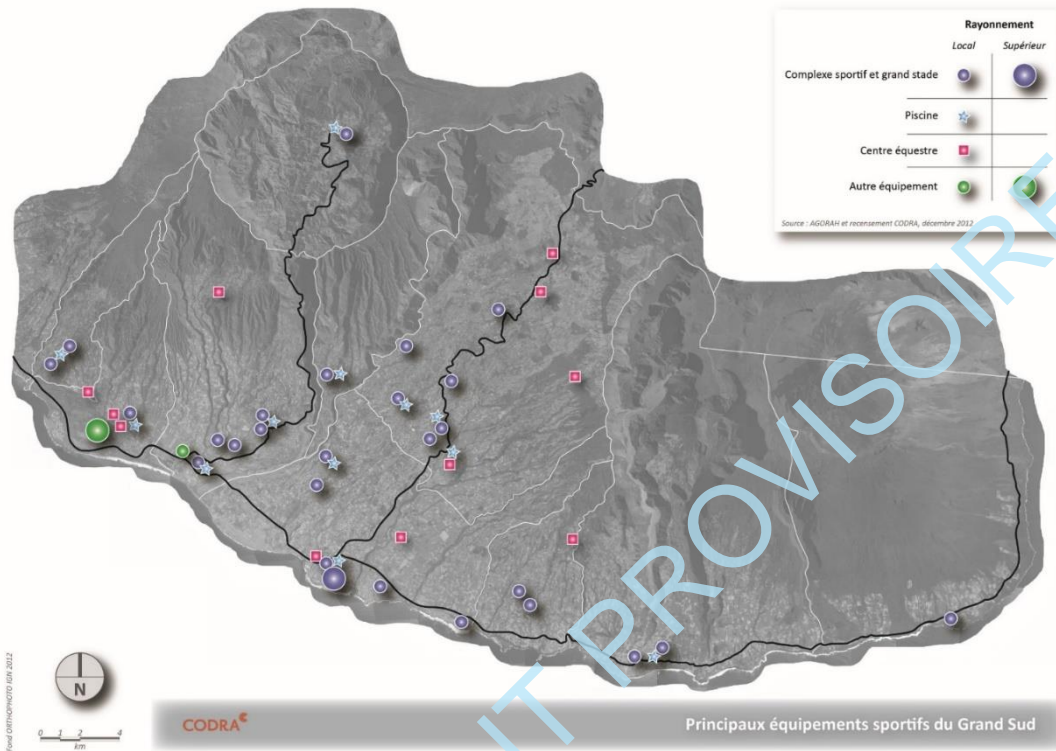 Rayonnement
Local Supérieur
Complexe sportif et grand stade
Piscine
Centre équestre
Autre équipement
Source : AGORAH et recensement CODRA, décembre 2012
T PROVISOIRE
Fond ORTHOPHOTO IGN 2012
N
0 1 2 4
km
CODRA
Principaux équipements sportifs du Grand Sud